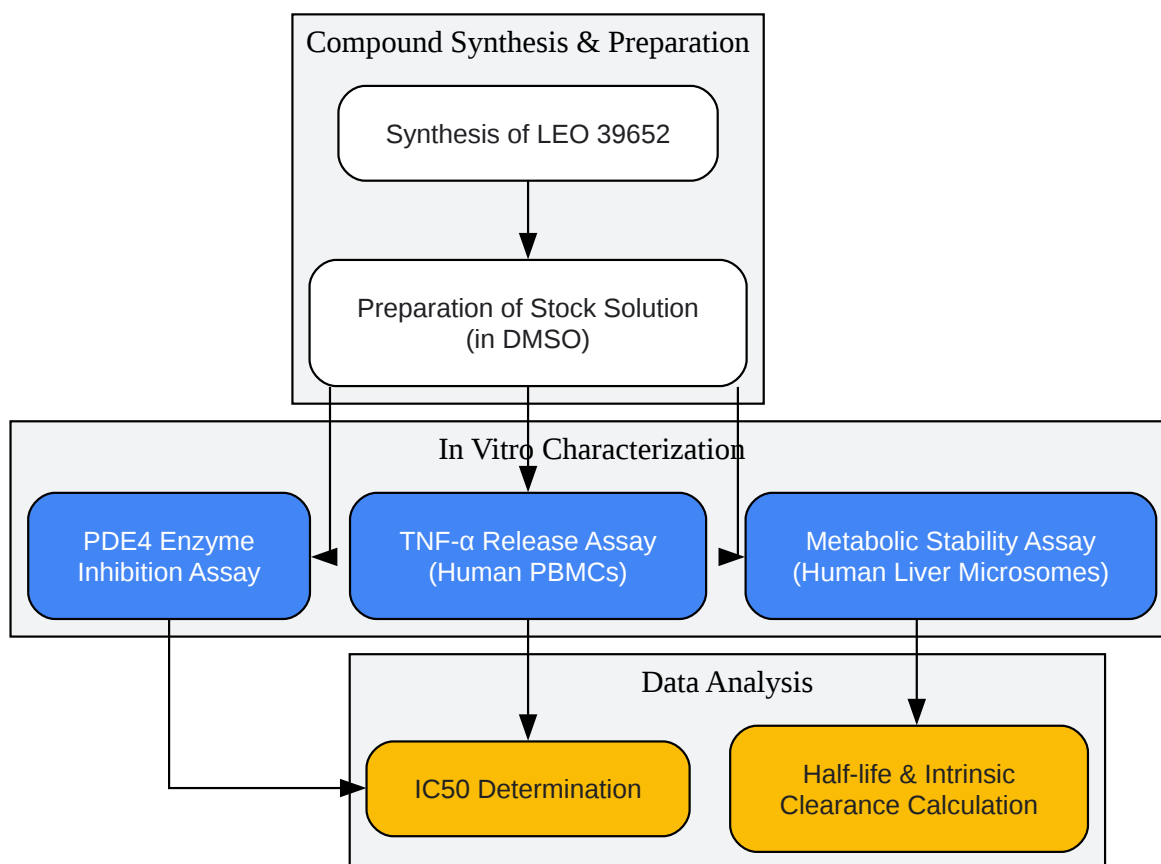 Compound Synthesis & Preparation
Synthesis of LEO 39652
Preparation of Stock Solution
(in DMSO)
In Vitro Characterization
PDE4 Enzyme
Inhibition Assay
TNF-α Release Assay
(Human PBMCs)
Metabolic Stability Assay
(Human Liver Microsomes)
Data Analysis
IC50 Determination
Half-life & Intrinsic
Clearance Calculation